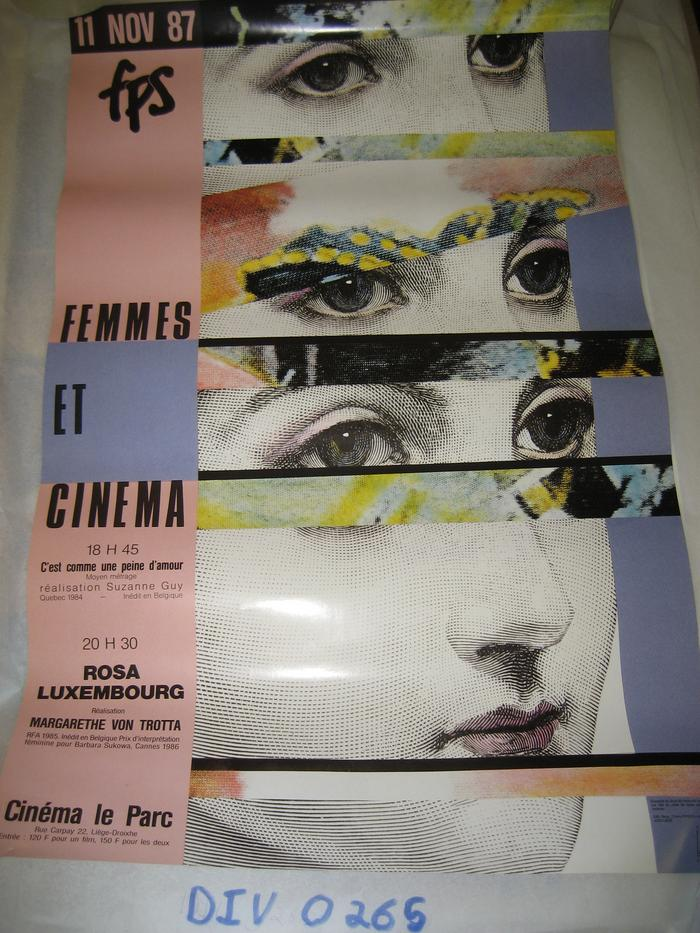 11 NOV 87
fps
FEMMES
ET
CINEMA
18 H 45
C'est comme une peine d'amour
Moyen métrage
réalisation Suzanne Guy
Quebec 1984 – Inédit en Belgique
20 H 30
ROSA
LUXEMBOURG
Réalisation
MARGARETHE VON TROTTA
RFA 1985. Inédit en Belgique Prix d'interprétation
féminine pour Barbara Sukowa, Cannes 1986
Cinéma le Parc
Rue Carpay 22, Liège-Droixhe
Entrée : 120 F pour un film, 150 F pour les deux
DIV 0265